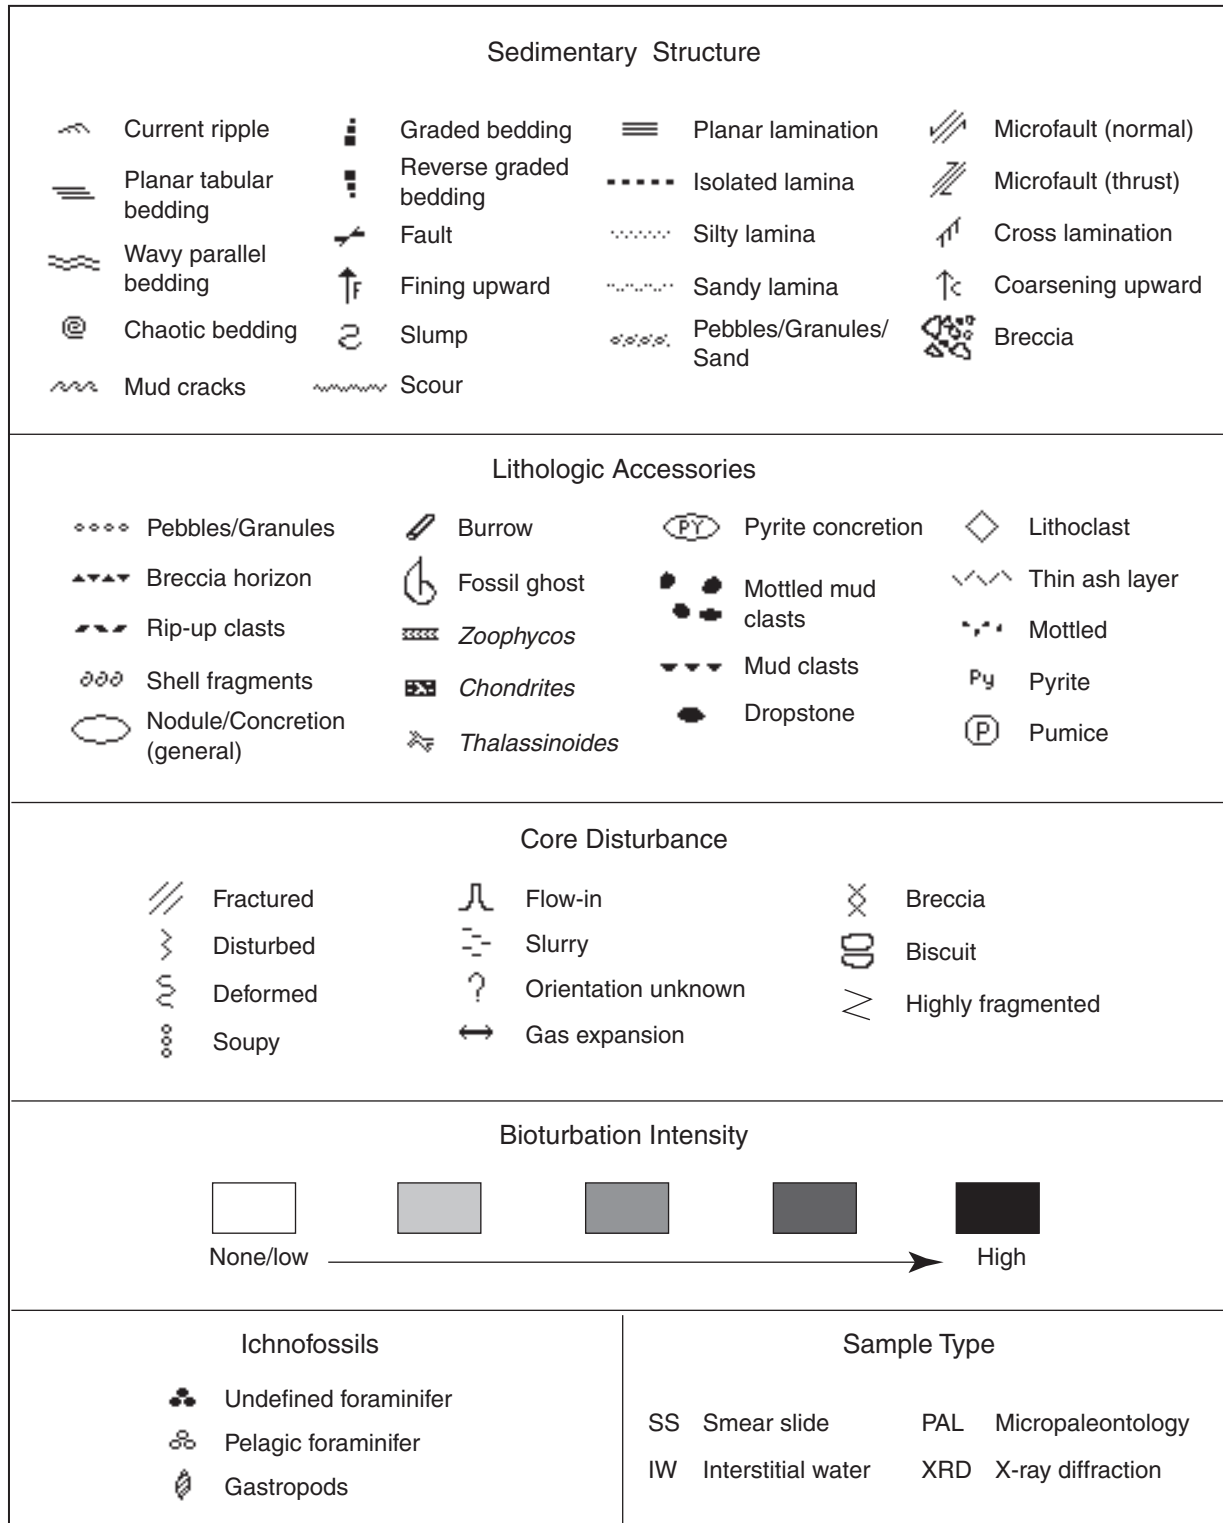 Sedimentary Structure
Current ripple
Planar tabular
bedding
Wavy parallel
bedding
Chaotic bedding
Mud cracks
Graded bedding
Reverse graded
bedding
Fault
F Fining upward
Slump
Scour
Planar lamination
Isolated lamina
Silty lamina
Sandy lamina
Pebbles/Granules/
Sand
Microfault (normal)
Microfault (thrust)
Cross lamination
C Coarsening upward
Breccia
Lithologic Accessories
Pebbles/Granules
Breccia horizon
Rip-up clasts
Shell fragments
Nodule/Concretion
(general)
Burrow
Fossil ghost
Zoophycos
Chondrites
Thalassinoides
PY Pyrite concretion
Mottled mud
clasts
Mud clasts
Dropstone
Lithoclast
Thin ash layer
Mottled
Py Pyrite
P Pumice
Core Disturbance
Fractured
Disturbed
Deformed
Soupy
Flow-in
Slurry
? Orientation unknown
Gas expansion
Breccia
Biscuit
Highly fragmented
Bioturbation Intensity
None/low High
Ichnofossils
Undefined foraminifer
Pelagic foraminifer
Gastropods
Sample Type
SS Smear slide
IW Interstitial water
PAL Micropaleontology
XRD X-ray diffraction